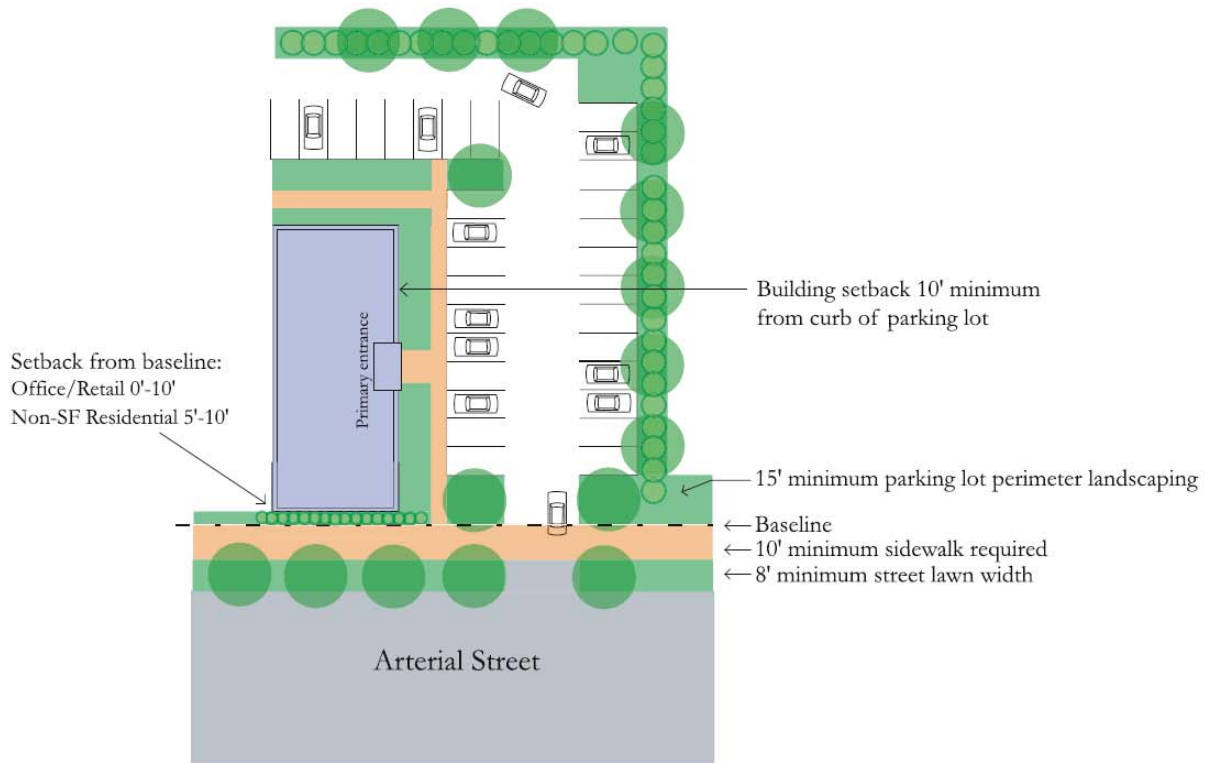 Building setback 10' minimum
from curb of parking lot
Primary entrance
Setback from baseline:
Office/Retail 0'-10'
Non-SF Residential 5'-10'
15' minimum parking lot perimeter landscaping
Baseline
10' minimum sidewalk required
8' minimum street lawn width
Arterial Street